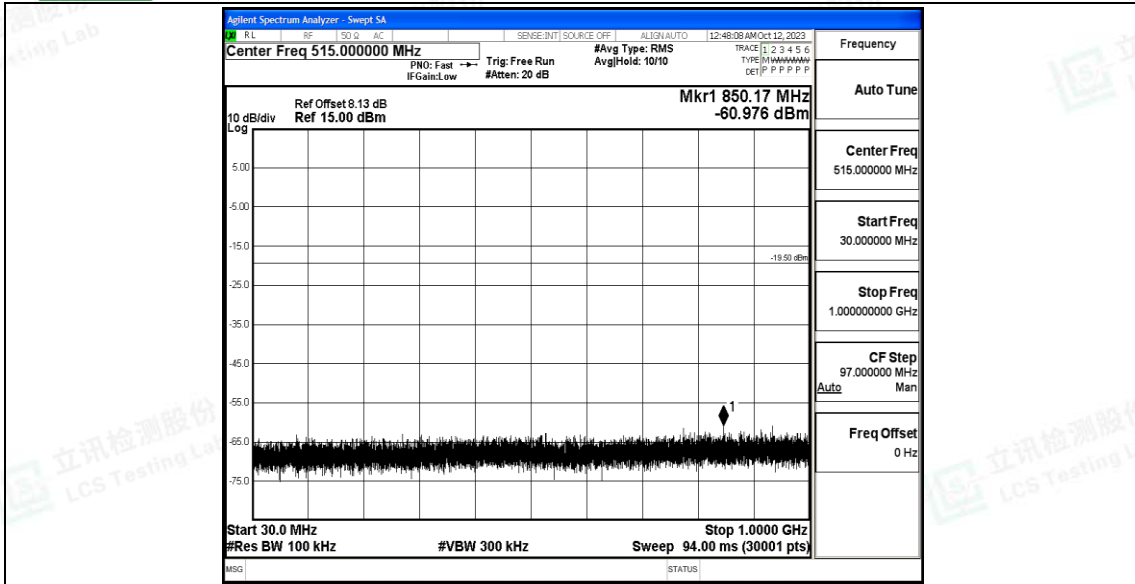 Agilent Spectrum Analyzer - Swept SA
RL RF 50 Ω AC SENSE:INT SOURCE OFF ALIGN AUTO 12:48:08 AM Oct 12, 2023
Center Freq 515.000000 MHz
PNO: Fast
IFGain:Low
Trig: Free Run
#Atten: 20 dB
#Avg Type: RMS
Avg|Hold: 10/10
TRACE 1 2 3 4 5 6
TYPE M
DET P P P P P P
Ref Offset 8.13 dB
Ref 15.00 dBm
10 dB/div
Log
Mkr1 850.17 MHz
-60.976 dBm
5.00
-5.00
-15.0
-19.50 dBm
-25.0
-35.0
-45.0
-55.0
1
-65.0
-75.0
Start 30.0 MHz
Stop 1.0000 GHz
#Res BW 100 kHz
#VBW 300 kHz
Sweep 94.00 ms (30001 pts)
MSG
STATUS
Frequency
Auto Tune
Center Freq
515.000000 MHz
Start Freq
30.000000 MHz
Stop Freq
1.000000000 GHz
CF Step
97.000000 MHz
Auto Man
Freq Offset
0 Hz
立讯检测股份
LCS Testing Lab
立讯检测股份
LCS Testing L